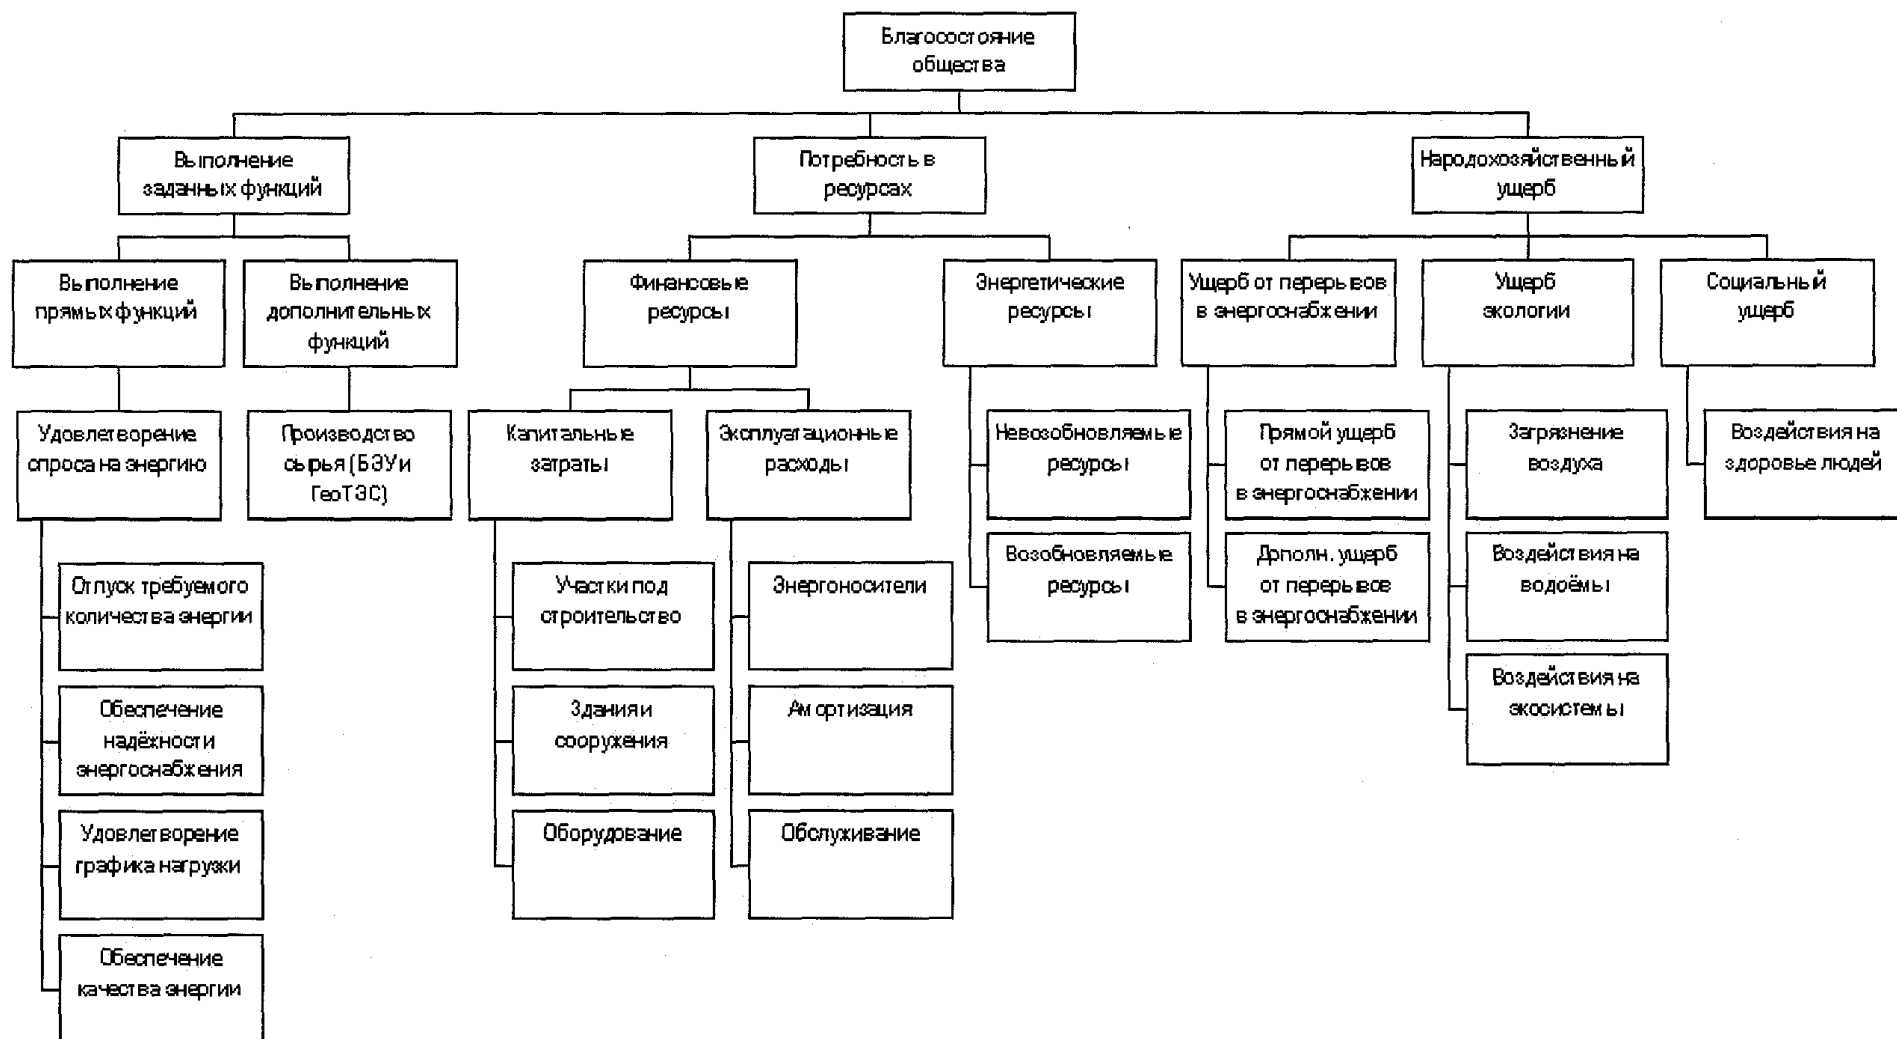 Благосостояние
общества
Выполнение
заданных функций
Потребность в
ресурсах
Народохозяйственный
ущерб
Выполнение
прямых функций
Выполнение
дополнительных
функций
Финансовые
ресурсы
Энергетические
ресурсы
Ущерб от перерывов
в энергоснабжении
Ущерб
экологии
Социальный
ущерб
Удовлетворение
спроса на энергию
Производство
сырья (БЭУ и
ГеоТЭС)
Капитальные
затраты
Эксплуатационные
расходы
Невозобновляемые
ресурсы
Прямой ущерб
от перерывов
в энергоснабжении
Загрязнение
воздуха
Воздействия на
здоровье людей
Возобновляемые
ресурсы
Дополн. ущерб
от перерывов
в энергоснабжении
Воздействия на
водоёмы
Отпуск требуемого
количества энергии
Участки под
строительство
Энергоносители
Воздействия на
экосистемы
Обеспечение
надёжности
энергоснабжения
Здания и
сооружения
Амортизация
Удовлетворение
графика нагрузки
Оборудование
Обслуживание
Обеспечение
качества энергии